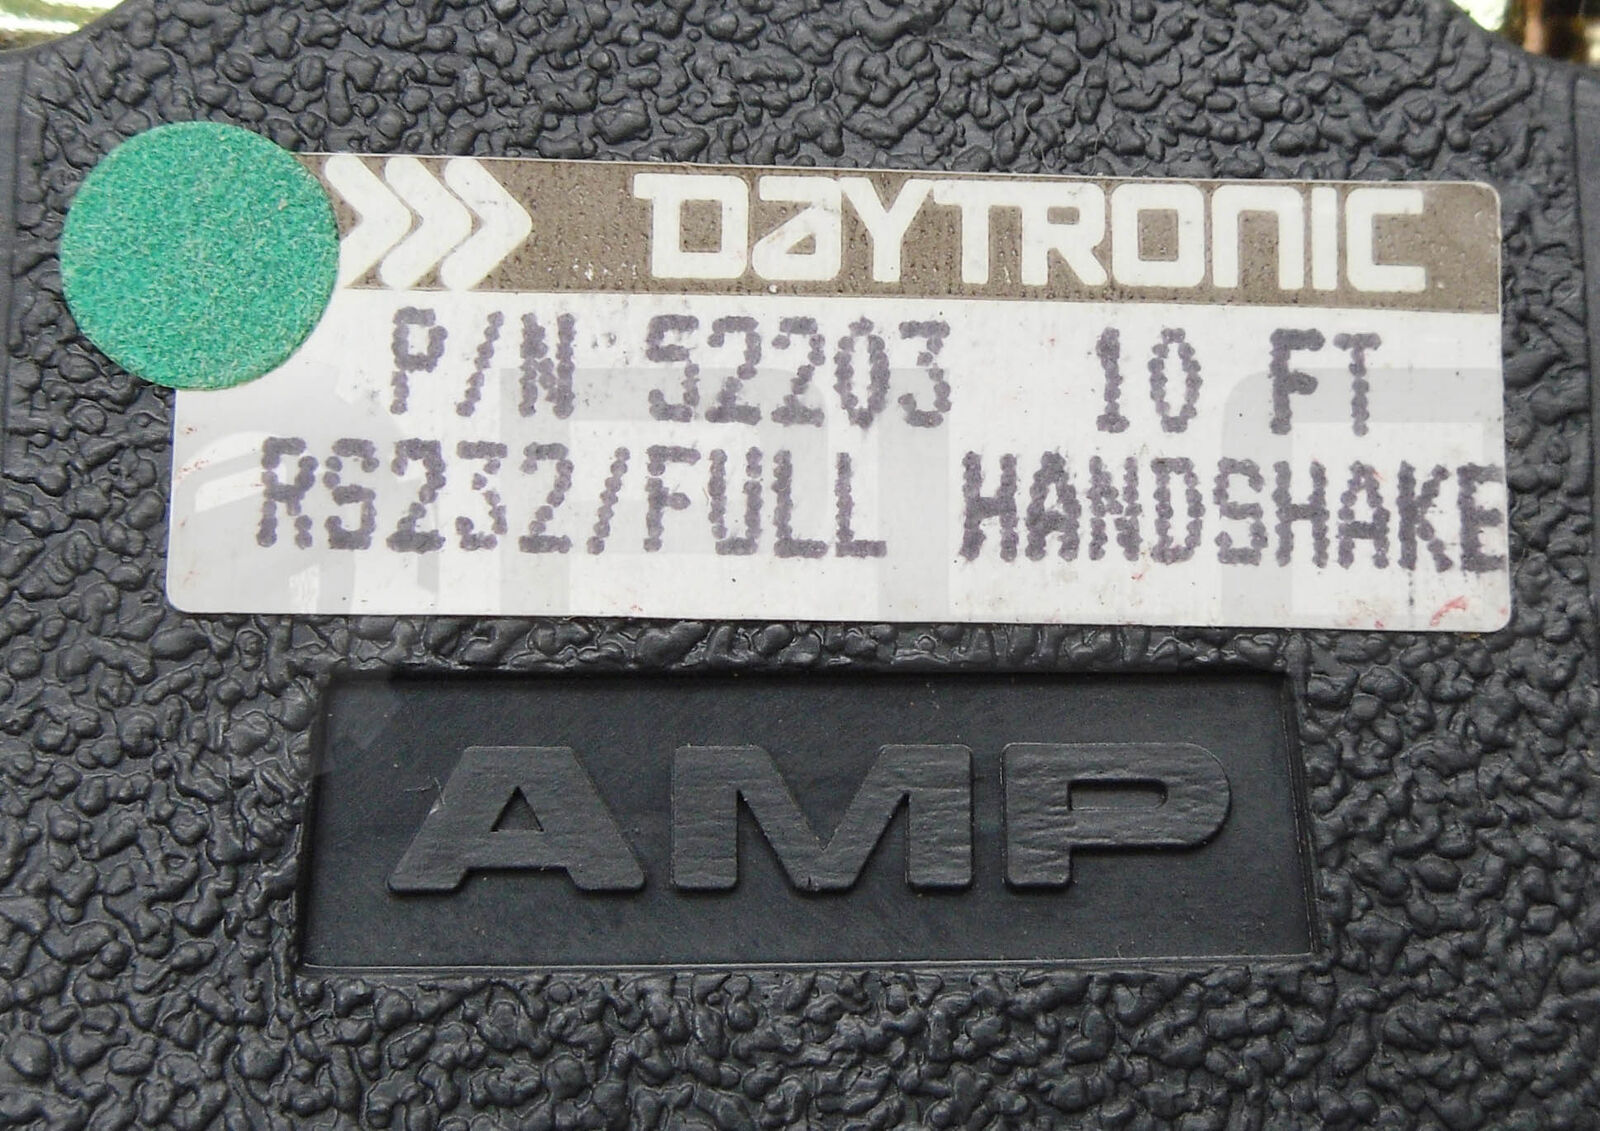 DAYTRONIC
P/N 52203 10 FT
RS232/FULL HANDSHAKE
AMP